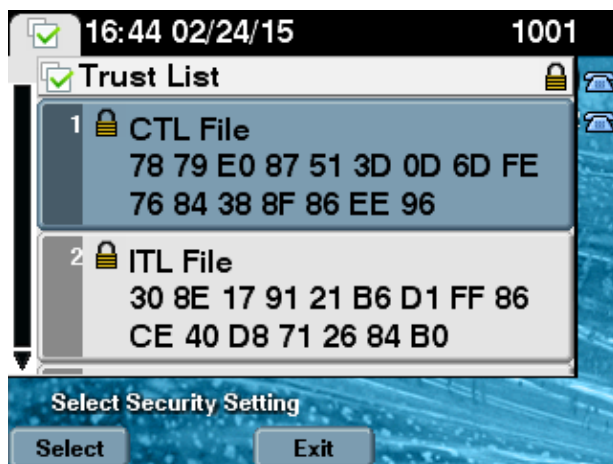 16:44 02/24/15 1001
Trust List
1 CTL File
78 79 E0 87 51 3D 0D 6D FE
76 84 38 8F 86 EE 96
2 ITL File
30 8E 17 91 21 B6 D1 FF 86
CE 40 D8 71 26 84 B0
Select Security Setting
Select Exit